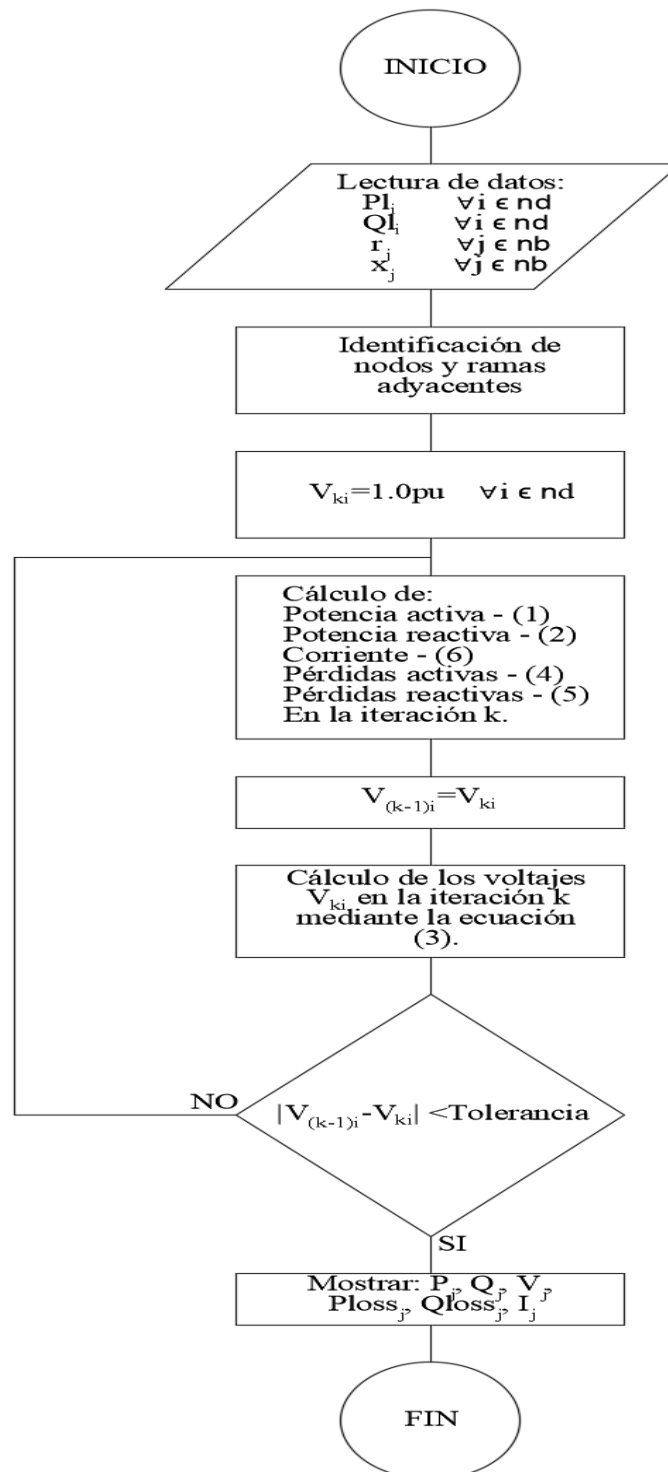 INICIO
Lectura de datos:
Pl_i ∀i ϵ nd
Ql_i ∀i ϵ nd
r_j ∀j ϵ nb
x_j ∀j ϵ nb
Identificación de
nodos y ramas
adyacentes
V_ki=1.0pu ∀i ϵ nd
Cálculo de:
Potencia activa - (1)
Potencia reactiva - (2)
Corriente - (6)
Pérdidas activas - (4)
Pérdidas reactivas - (5)
En la iteración k.
V_(k-1)i=V_ki
Cálculo de los voltajes
V_ki en la iteración k
mediante la ecuación
(3).
NO
|V_(k-1)i-V_ki| <Tolerancia
SI
Mostrar: P_j, Q_j, V_j,
Ploss_j, Qloss_j, I_j
FIN